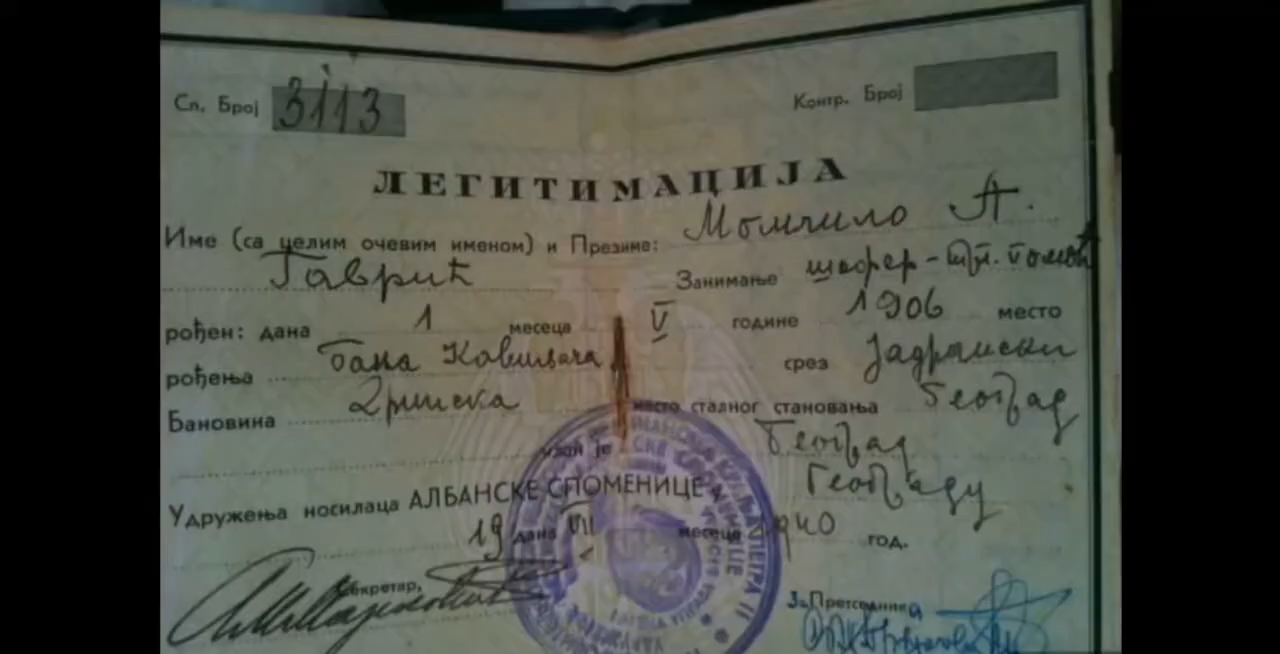 Сл. Број 3113 Контр. Број
ЛЕГИТИМАЦИЈА
Име (са целим очевим именом) и Презиме: Момчило А.
Гаврић Занимање шофер-
рођен: дана 1 месеца V године 1906 место
рођења срез Јадрански
Бановина Дринска место сталног становања Београд
члан је Београд
Удружења носилаца АЛБАНСКЕ СПОМЕНИЦЕ у Београду
19 дана VII месеца 1940 год.
Секретар, За Претседника